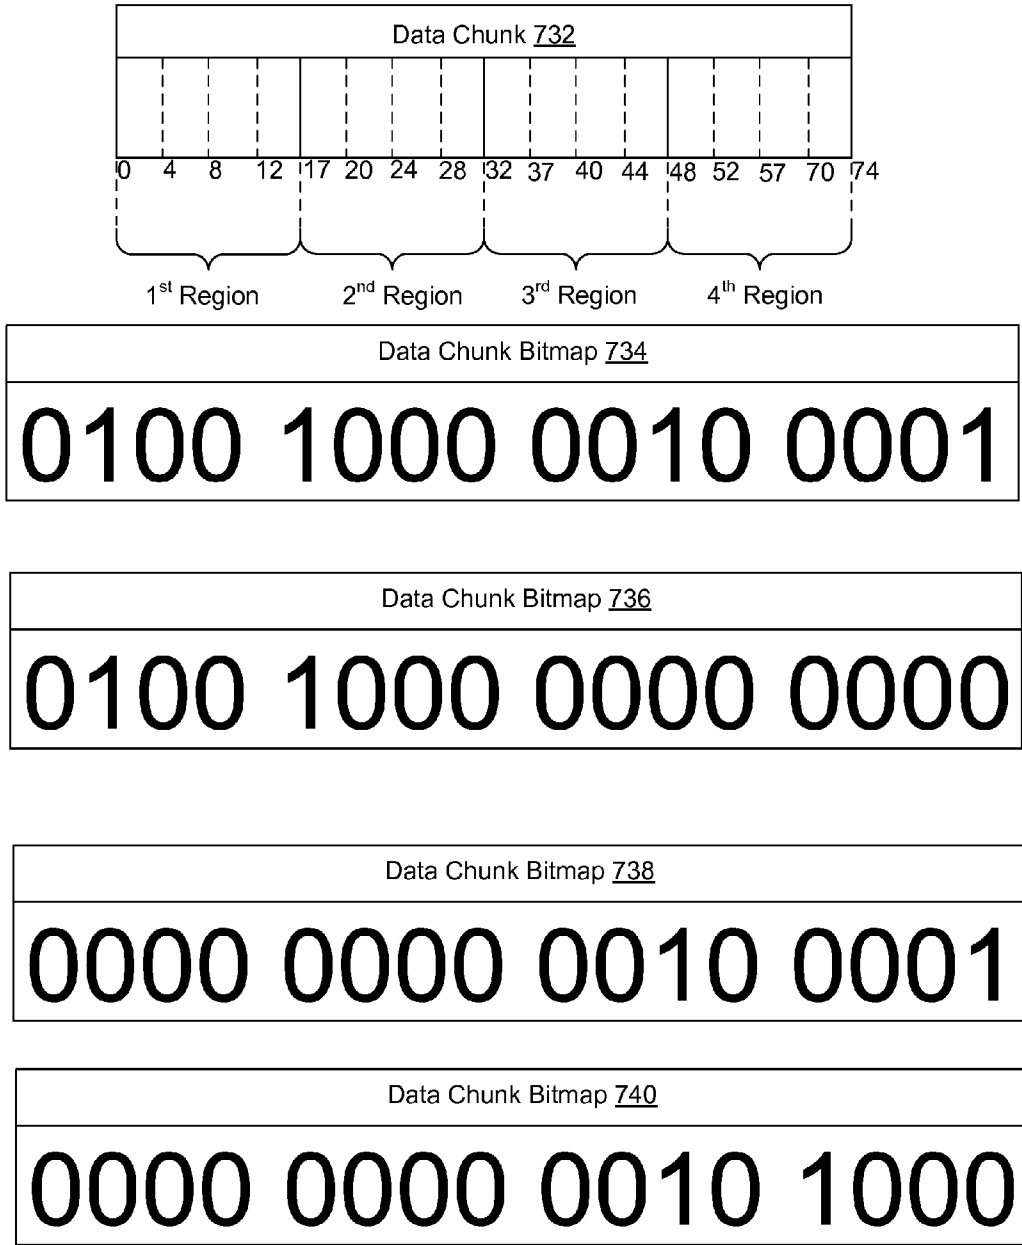 Data Chunk 732
0 4 8 12 17 20 24 28 32 37 40 44 48 52 57 70 74
1st Region 2nd Region 3rd Region 4th Region
Data Chunk Bitmap 734
0100 1000 0010 0001
Data Chunk Bitmap 736
0100 1000 0000 0000
Data Chunk Bitmap 738
0000 0000 0010 0001
Data Chunk Bitmap 740
0000 0000 0010 1000